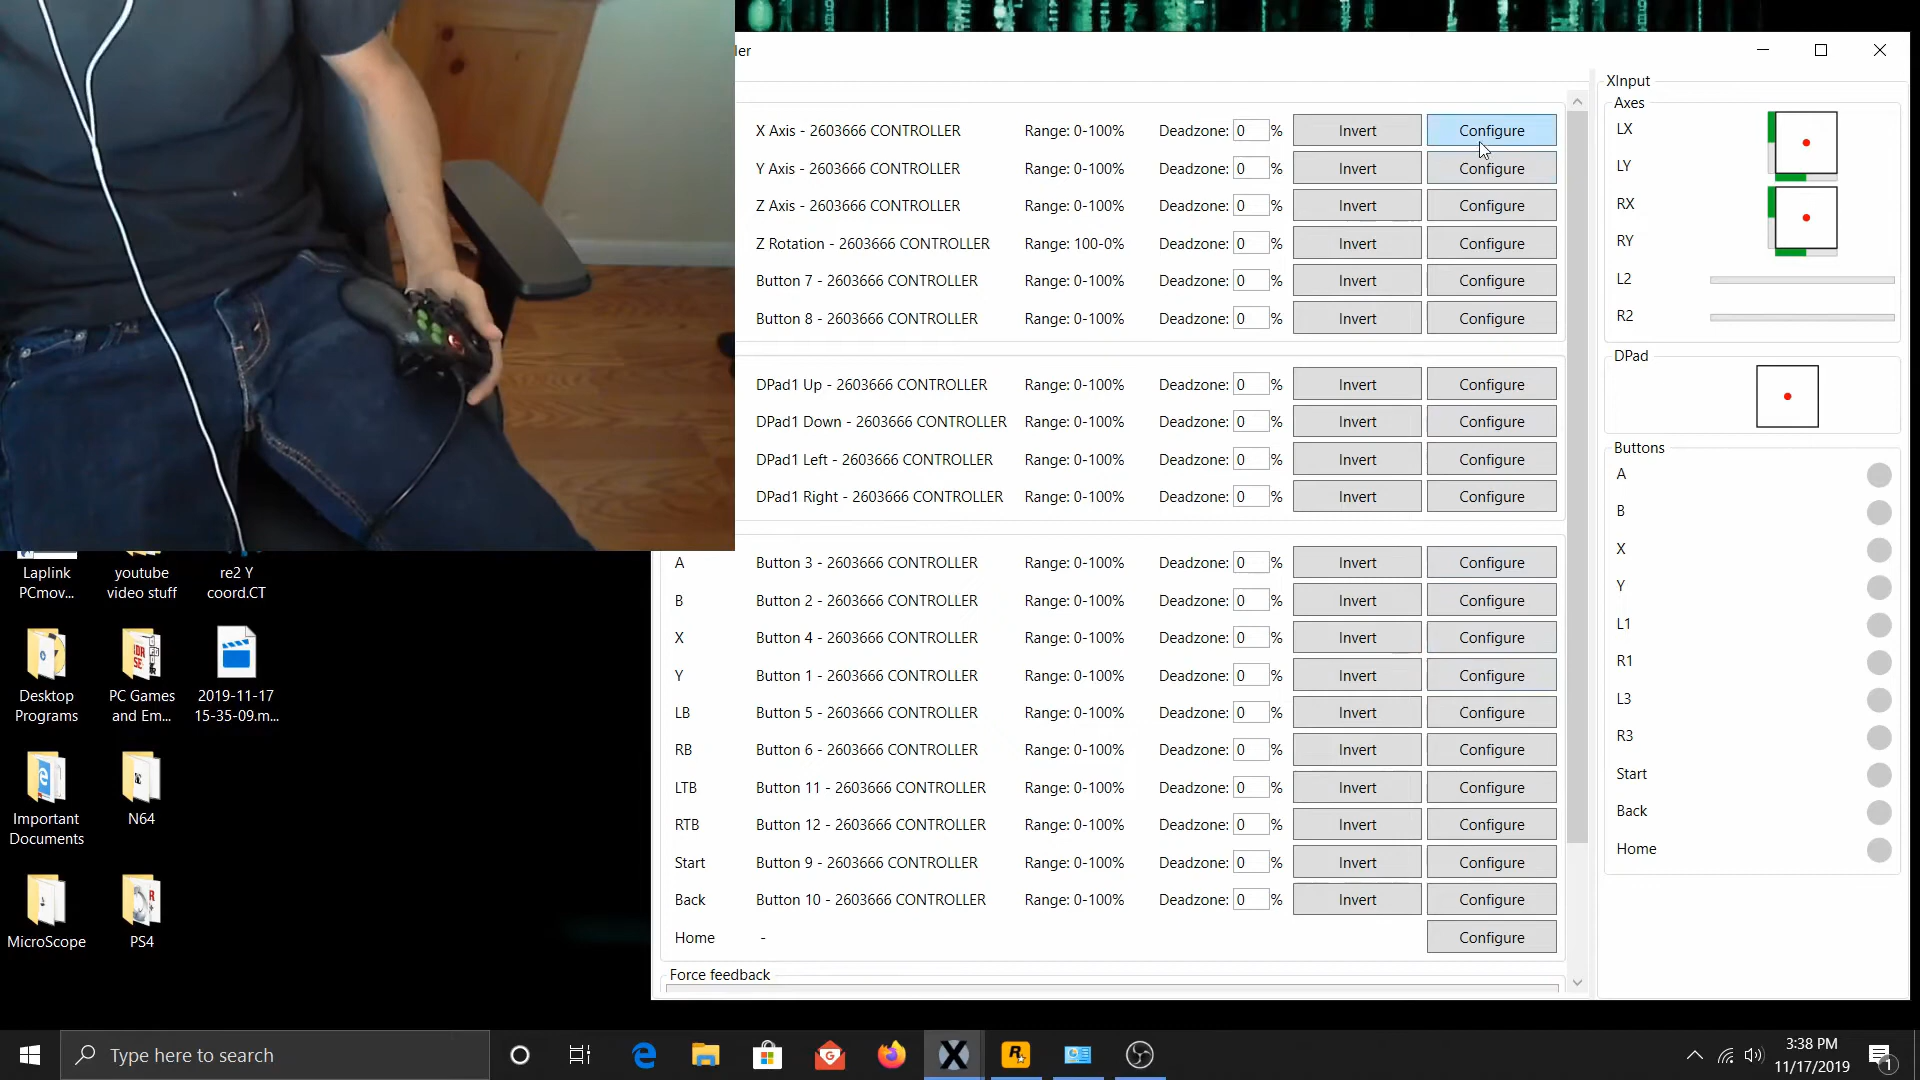 ler
X Axis - 2603666 CONTROLLER Range: 0-100% Deadzone: 0 % Invert Configure
Y Axis - 2603666 CONTROLLER Range: 0-100% Deadzone: 0 % Invert Configure
Z Axis - 2603666 CONTROLLER Range: 0-100% Deadzone: 0 % Invert Configure
Z Rotation - 2603666 CONTROLLER Range: 100-0% Deadzone: 0 % Invert Configure
Button 7 - 2603666 CONTROLLER Range: 0-100% Deadzone: 0 % Invert Configure
Button 8 - 2603666 CONTROLLER Range: 0-100% Deadzone: 0 % Invert Configure
DPad1 Up - 2603666 CONTROLLER Range: 0-100% Deadzone: 0 % Invert Configure
DPad1 Down - 2603666 CONTROLLER Range: 0-100% Deadzone: 0 % Invert Configure
DPad1 Left - 2603666 CONTROLLER Range: 0-100% Deadzone: 0 % Invert Configure
DPad1 Right - 2603666 CONTROLLER Range: 0-100% Deadzone: 0 % Invert Configure
A Button 3 - 2603666 CONTROLLER Range: 0-100% Deadzone: 0 % Invert Configure
B Button 2 - 2603666 CONTROLLER Range: 0-100% Deadzone: 0 % Invert Configure
X Button 4 - 2603666 CONTROLLER Range: 0-100% Deadzone: 0 % Invert Configure
Y Button 1 - 2603666 CONTROLLER Range: 0-100% Deadzone: 0 % Invert Configure
LB Button 5 - 2603666 CONTROLLER Range: 0-100% Deadzone: 0 % Invert Configure
RB Button 6 - 2603666 CONTROLLER Range: 0-100% Deadzone: 0 % Invert Configure
LTB Button 11 - 2603666 CONTROLLER Range: 0-100% Deadzone: 0 % Invert Configure
RTB Button 12 - 2603666 CONTROLLER Range: 0-100% Deadzone: 0 % Invert Configure
Start Button 9 - 2603666 CONTROLLER Range: 0-100% Deadzone: 0 % Invert Configure
Back Button 10 - 2603666 CONTROLLER Range: 0-100% Deadzone: 0 % Invert Configure
Home - Configure
Force feedback
XInput
Axes
LX
LY
RX
RY
L2
R2
DPad
Buttons
A
B
X
Y
L1
R1
L3
R3
Start
Back
Home
Laplink
PCmov...
youtube
video stuff
re2 Y
coord.CT
Desktop
Programs
PC Games
and Em...
2019-11-17
15-35-09.m...
Important
Documents
N64
MicroScope
PS4
Type here to search
3:38 PM
11/17/2019
1